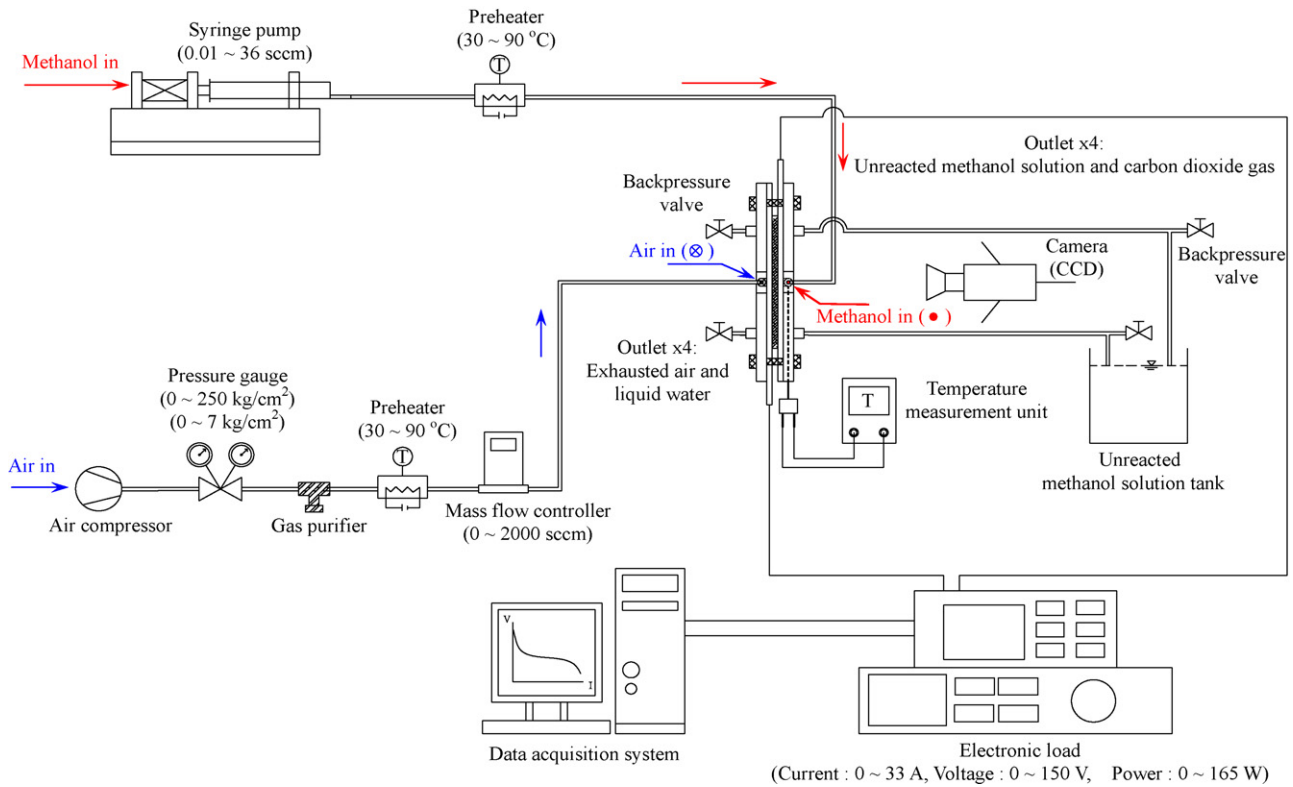 Syringe pump
(0.01 ~ 36 sccm)
Methanol in
Preheater
(30 ~ 90 °C)
T
Outlet x4:
Unreacted methanol solution and carbon dioxide gas
Backpressure
valve
Air in (⊗)
Camera
(CCD)
Backpressure
valve
Methanol in (•)
Outlet x4:
Exhausted air and
liquid water
Pressure gauge
(0 ~ 250 kg/cm²)
(0 ~ 7 kg/cm²)
Preheater
(30 ~ 90 °C)
T
Temperature
measurement unit
T
Air in
Air compressor
Gas purifier
Mass flow controller
(0 ~ 2000 sccm)
Unreacted
methanol solution tank
V
I
Data acquisition system
Electronic load
(Current : 0 ~ 33 A, Voltage : 0 ~ 150 V, Power : 0 ~ 165 W)